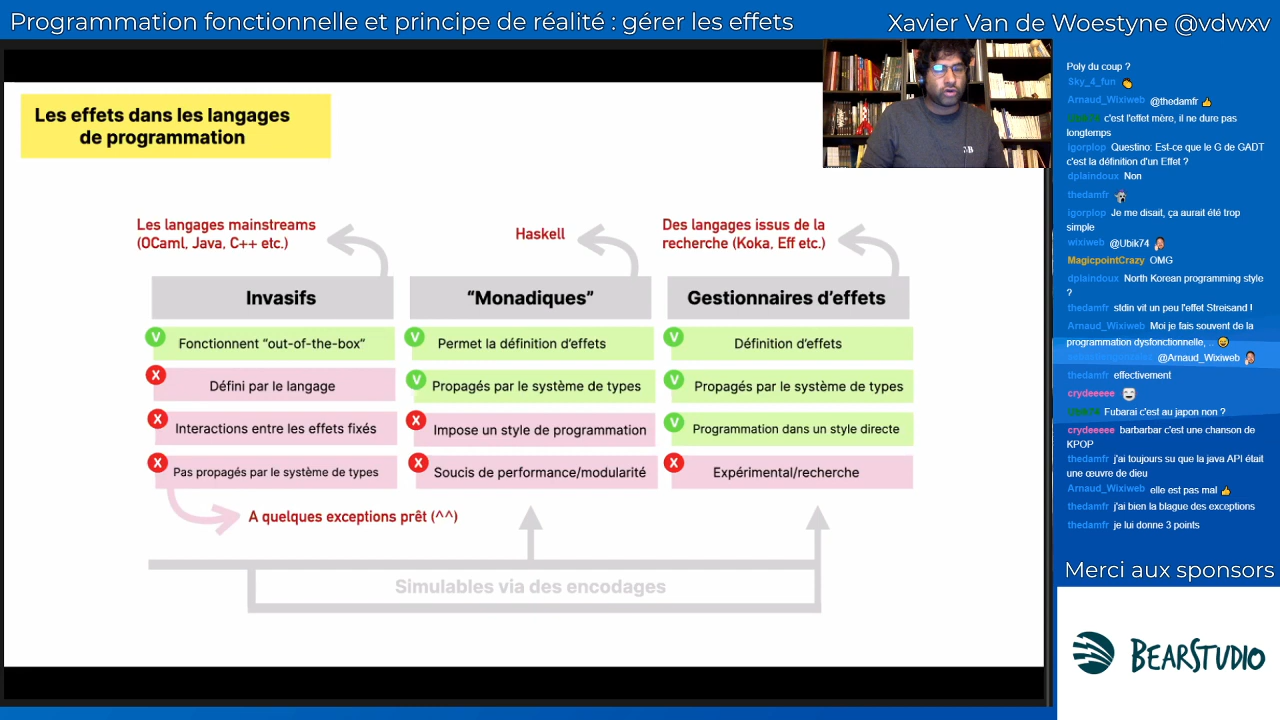 Programmation fonctionnelle et principe de réalité : gérer les effets
Xavier Van de Woestyne @vdwxv
Les effets dans les langages
de programmation
Les langages mainstreams
(OCaml, Java, C++ etc.)
Haskell
Des langages issus de la
recherche (Koka, Eff etc.)
Invasifs
“Monadiques”
Gestionnaires d’effets
V Fonctionnent “out-of-the-box”
V Permet la définition d’effets
V Définition d’effets
X Défini par le langage
V Propagés par le système de types
V Propagés par le système de types
X Interactions entre les effets fixés
X Impose un style de programmation
V Programmation dans un style directe
X Pas propagés par le système de types
X Soucis de performance/modularité
X Expérimental/recherche
A quelques exceptions prêt (^^)
Simulables via des encodages
Poly du coup ?
Sky_4_fun
Arnaud_Wixiweb @thedamfr
Ubik74 c'est l'effet mère, il ne dure pas
longtemps
igorplop Questino: Est-ce que le G de GADT
c'est la définition d'un Effet ?
dplaindoux Non
thedamfr
igorplop Je me disait, ça aurait été trop
simple
wixiweb @Ubik74
MagicpointCrazy OMG
dplaindoux North Korean programming style
?
thedamfr stdin vit un peu l'effet Streisand !
Arnaud_Wixiweb Moi je fais souvent de la
programmation dysfonctionnelle, ..
@Arnaud_Wixiweb
thedamfr effectivement
crydeeeee
Ubik74 Fubarai c'est au japon non ?
crydeeeee barbarbar c'est une chanson de
KPOP
thedamfr j'ai toujours su que la java API était
une œuvre de dieu
Arnaud_Wixiweb elle est pas mal
thedamfr j'ai bien la blague des exceptions
thedamfr je lui donne 3 points
Merci aux sponsors
BEARSTUDIO